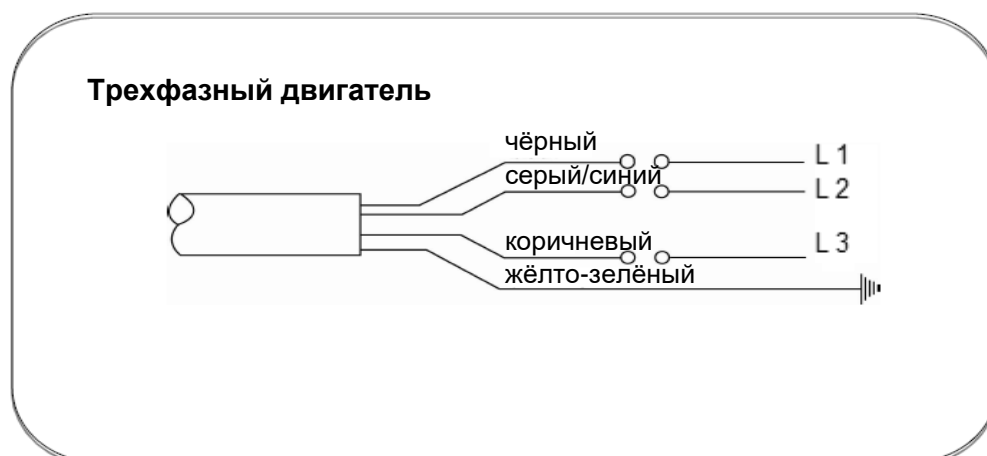 Трехфазный двигатель
чёрный
L 1
серый/синий
L 2
коричневый
L 3
жёлто-зелёный